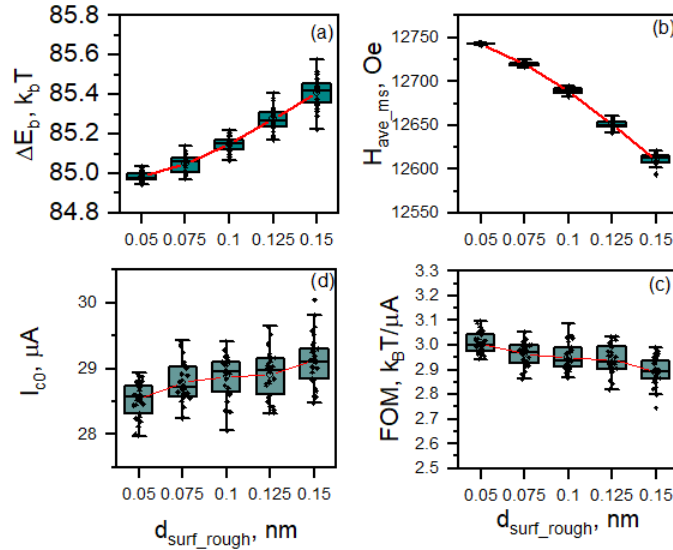 (a)
ΔE_b, k_bT
85.8
85.6
85.4
85.2
85.0
84.8
0.05 0.075 0.1 0.125 0.15
(b)
H_ave_ms, Oe
12750
12700
12650
12600
12550
0.05 0.075 0.1 0.125 0.15
(d)
I_c0, μA
30
29
28
0.05 0.075 0.1 0.125 0.15
d_surf_rough, nm
(c)
FOM, k_BT/μA
3.3
3.2
3.1
3.0
2.9
2.8
2.7
2.6
2.5
0.05 0.075 0.1 0.125 0.15
d_surf_rough, nm